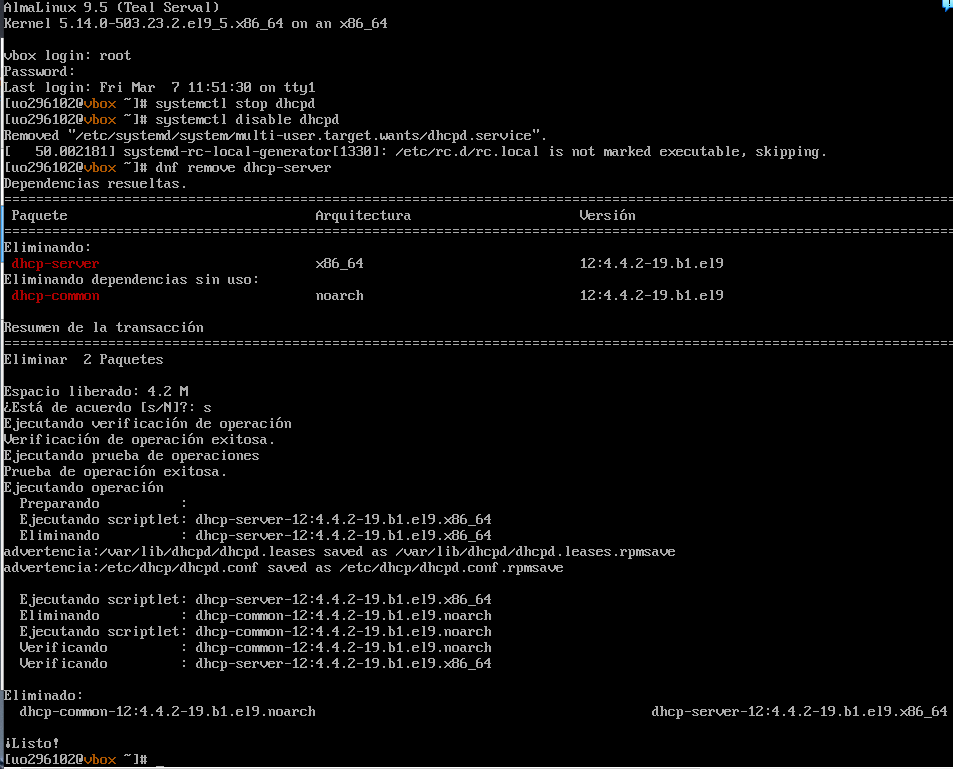 AlmaLinux 9.5 (Teal Serval)
Kernel 5.14.0-503.23.2.el9_5.x86_64 on an x86_64
vbox login: root
Password:
Last login: Fri Mar  7 11:51:30 on tty1
[uo296102@vbox ~]# systemctl stop dhcpd
[uo296102@vbox ~]# systemctl disable dhcpd
Removed "/etc/systemd/system/multi-user.target.wants/dhcpd.service".
[   50.002181] systemd-rc-local-generator[1330]: /etc/rc.d/rc.local is not marked executable, skipping.
[uo296102@vbox ~]# dnf remove dhcp-server
Dependencias resueltas.
================================================================================
 Paquete                               Arquitectura                     Versión
================================================================================
Eliminando:
 dhcp-server                           x86_64                           12:4.4.2-19.b1.el9
Eliminando dependencias sin uso:
 dhcp-common                           noarch                           12:4.4.2-19.b1.el9
Resumen de la transacción
================================================================================
Eliminar  2 Paquetes
Espacio liberado: 4.2 M
¿Está de acuerdo [s/N]?: s
Ejecutando verificación de operación
Verificación de operación exitosa.
Ejecutando prueba de operaciones
Prueba de operación exitosa.
Ejecutando operación
  Preparando          :
  Ejecutando scriptlet: dhcp-server-12:4.4.2-19.b1.el9.x86_64
  Eliminando          : dhcp-server-12:4.4.2-19.b1.el9.x86_64
advertencia:/var/lib/dhcpd/dhcpd.leases saved as /var/lib/dhcpd/dhcpd.leases.rpmsave
advertencia:/etc/dhcp/dhcpd.conf saved as /etc/dhcp/dhcpd.conf.rpmsave
  Ejecutando scriptlet: dhcp-server-12:4.4.2-19.b1.el9.x86_64
  Eliminando          : dhcp-common-12:4.4.2-19.b1.el9.noarch
  Ejecutando scriptlet: dhcp-common-12:4.4.2-19.b1.el9.noarch
  Verificando         : dhcp-common-12:4.4.2-19.b1.el9.noarch
  Verificando         : dhcp-server-12:4.4.2-19.b1.el9.x86_64
Eliminado:
  dhcp-common-12:4.4.2-19.b1.el9.noarch                                          dhcp-server-12:4.4.2-19.b1.el9.x86_64
¡Listo!
[uo296102@vbox ~]# _